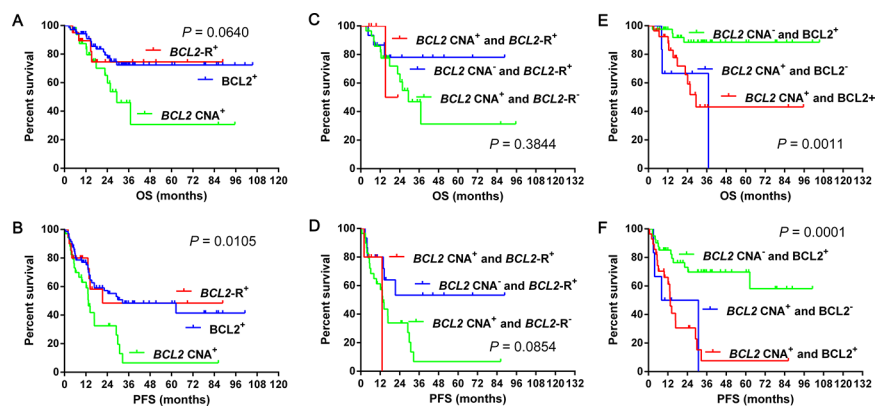 A
P = 0.0640
BCL2-R+
BCL2+
BCL2 CNA+
Percent survival
100
80
60
40
20
0
0 12 24 36 48 60 72 84 96 108 120
OS (months)
C
BCL2 CNA+ and BCL2-R+
BCL2 CNA- and BCL2-R+
BCL2 CNA+ and BCL2-R-
P = 0.3844
Percent survival
100
80
60
40
20
0
0 12 24 36 48 60 72 84 96 108 120 132
OS (months)
E
BCL2 CNA- and BCL2+
BCL2 CNA+ and BCL2-
BCL2 CNA+ and BCL2+
P = 0.0011
Percent survival
100
80
60
40
20
0
0 12 24 36 48 60 72 84 96 108 120 132
OS (months)
B
P = 0.0105
BCL2-R+
BCL2+
BCL2 CNA+
Percent survival
100
80
60
40
20
0
0 12 24 36 48 60 72 84 96 108 120
PFS (months)
D
BCL2 CNA+ and BCL2-R+
BCL2 CNA- and BCL2-R+
BCL2 CNA+ and BCL2-R-
P = 0.0854
Percent survival
100
80
60
40
20
0
0 12 24 36 48 60 72 84 96 108 120 132
PFS (months)
F
P = 0.0001
BCL2 CNA- and BCL2+
BCL2 CNA+ and BCL2-
BCL2 CNA+ and BCL2+
Percent survival
100
80
60
40
20
0
0 12 24 36 48 60 72 84 96 108 120 132
PFS (months)